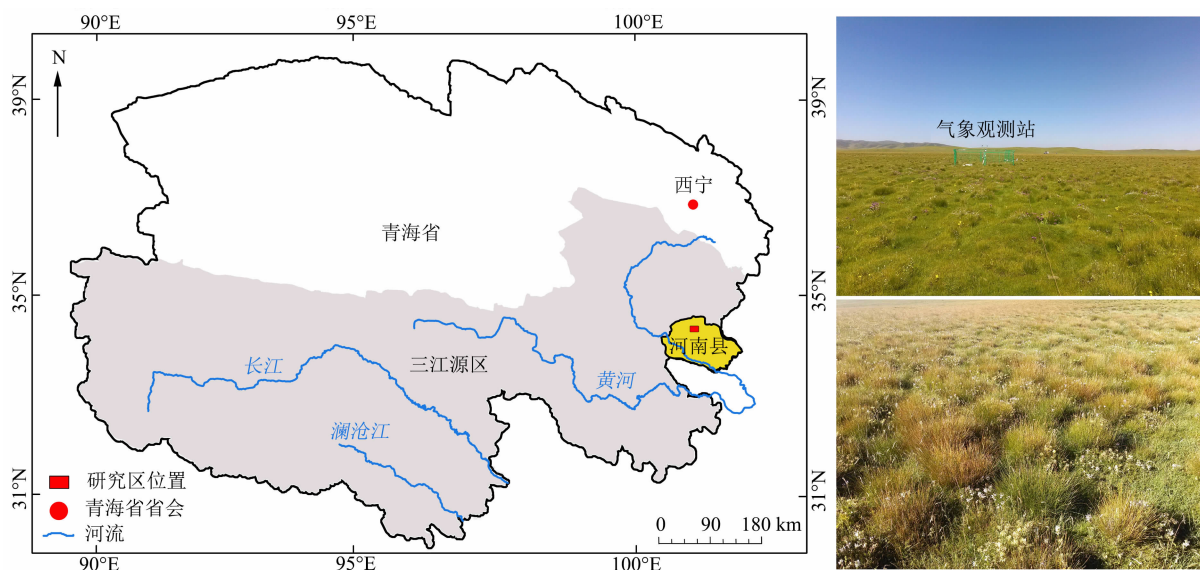 90°E
95°E
100°E
N
39°N
39°N
气象观测站
西宁
青海省
35°N
35°N
河南县
长江
三江源区
黄河
澜沧江
研究区位置
31°N
31°N
青海省省会
河流
0 90 180 km
90°E
95°E
100°E